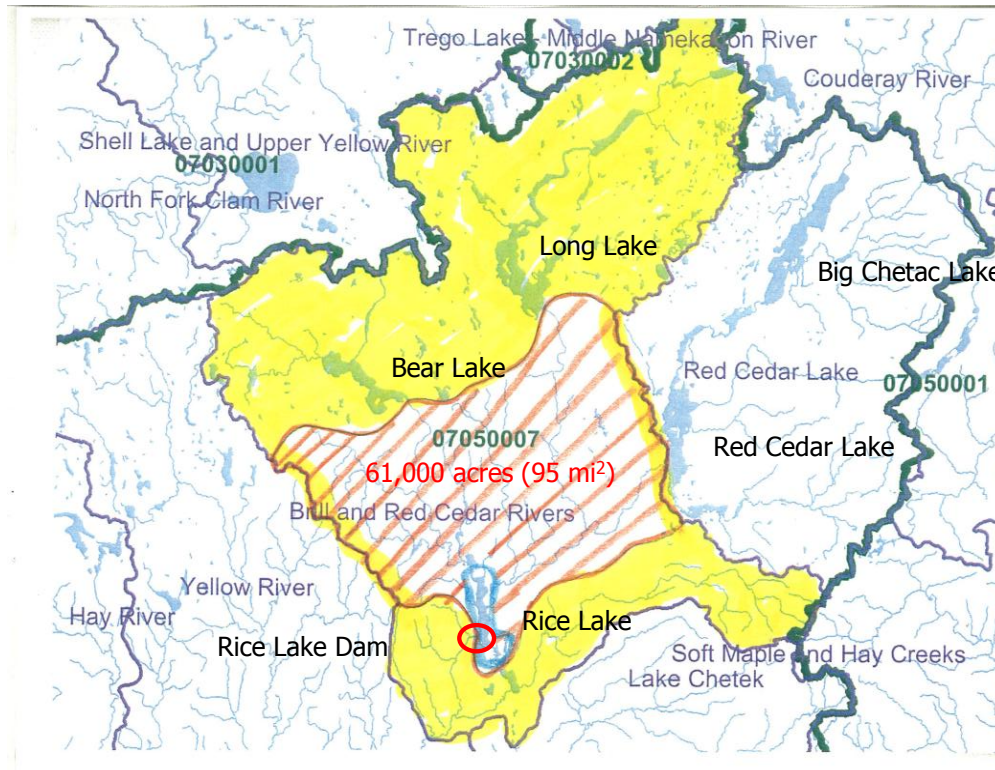 Trego Lake - Middle Namekagon River
07030002
Couderay River
Shell Lake and Upper Yellow River
07030001
North Fork Clam River
Long Lake
Big Chetac Lake
Bear Lake
Red Cedar Lake
07050001
07050007
Red Cedar Lake
61,000 acres (95 mi²)
Brill and Red Cedar Rivers
Yellow River
Hay River
Rice Lake
Rice Lake Dam
Soft Maple and Hay Creeks
Lake Chetek